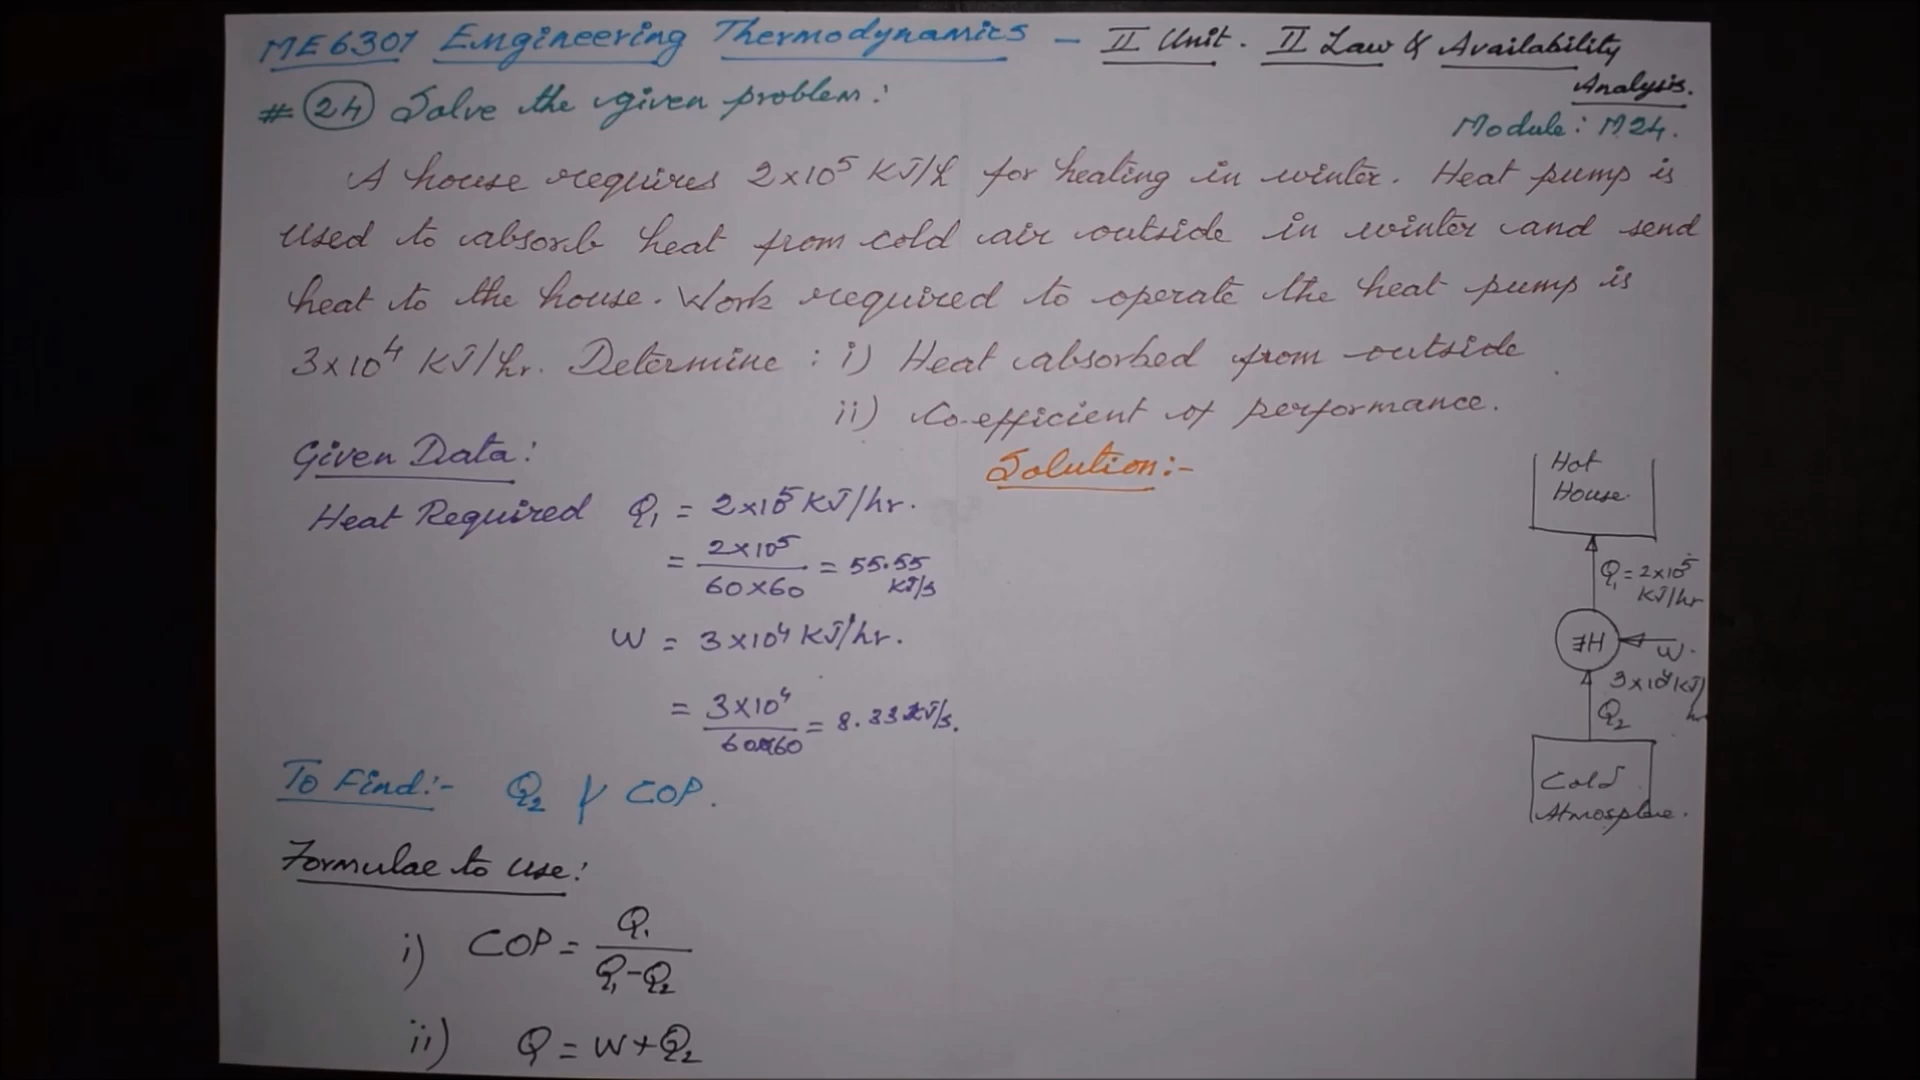 ME6301 Engineering Thermodynamics - II Unit. II Law & Availability
Analysis.
# 24 Solve the given problem:
Module: M24.
A house requires 2×10⁵ KJ/h for heating in winter. Heat pump is
used to absorb heat from cold air outside in winter and send
heat to the house. Work required to operate the heat pump is
3×10⁴ KJ/hr. Determine : i) Heat absorbed from outside
ii) Co-efficient of performance.
Given Data:
Heat Required Q₁ = 2×10⁵ KJ/hr.
= 2×10⁵ / 60×60 = 55.55 KJ/s
W = 3×10⁴ KJ/hr.
= 3×10⁴ / 60×60 = 8.33 KJ/s.
To Find:- Q₂ & COP.
Formulae to use:
i) COP = Q₁ / Q₁-Q₂
ii) Q = W+Q₂
Solution:-
Hot
House.
Q₁ = 2×10⁵
KJ/hr
W.
3×10⁴ KJ/
hr
Q₂
Cold
Atmosphere.